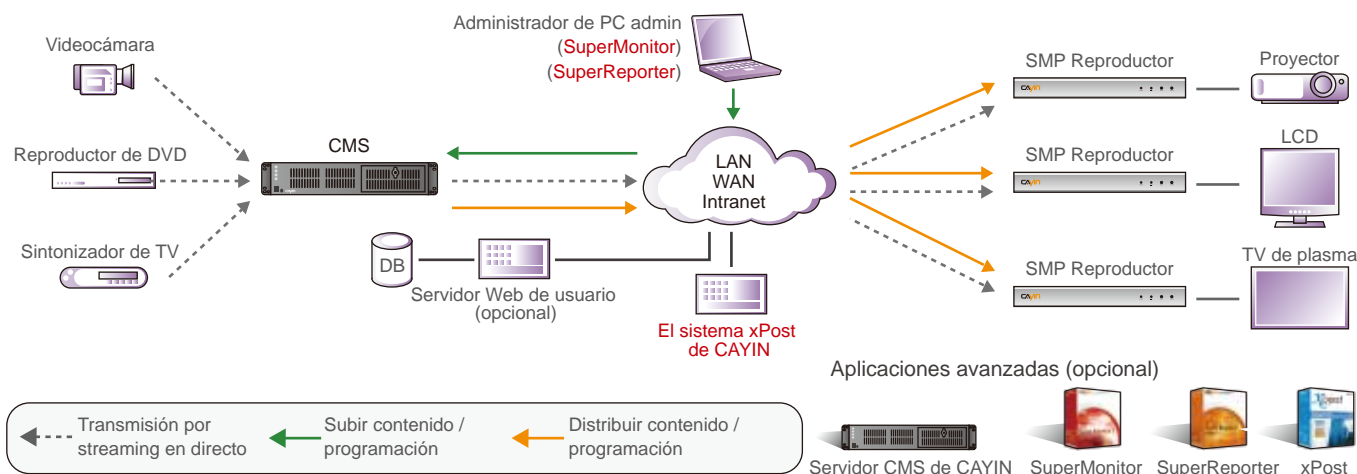 Administrador de PC admin
(SuperMonitor)
(SuperReporter)
Videocámara
Reproductor de DVD
Sintonizador de TV
CMS
LAN
WAN
Intranet
DB
Servidor Web de usuario
(opcional)
El sistema xPost
de CAYIN
SMP Reproductor
CAYIN
Proyector
SMP Reproductor
CAYIN
LCD
SMP Reproductor
CAYIN
TV de plasma
Aplicaciones avanzadas (opcional)
Transmisión por
streaming en directo
Subir contenido /
programación
Distribuir contenido /
programación
Servidor CMS de CAYIN
SuperMonitor
SuperReporter
xPost